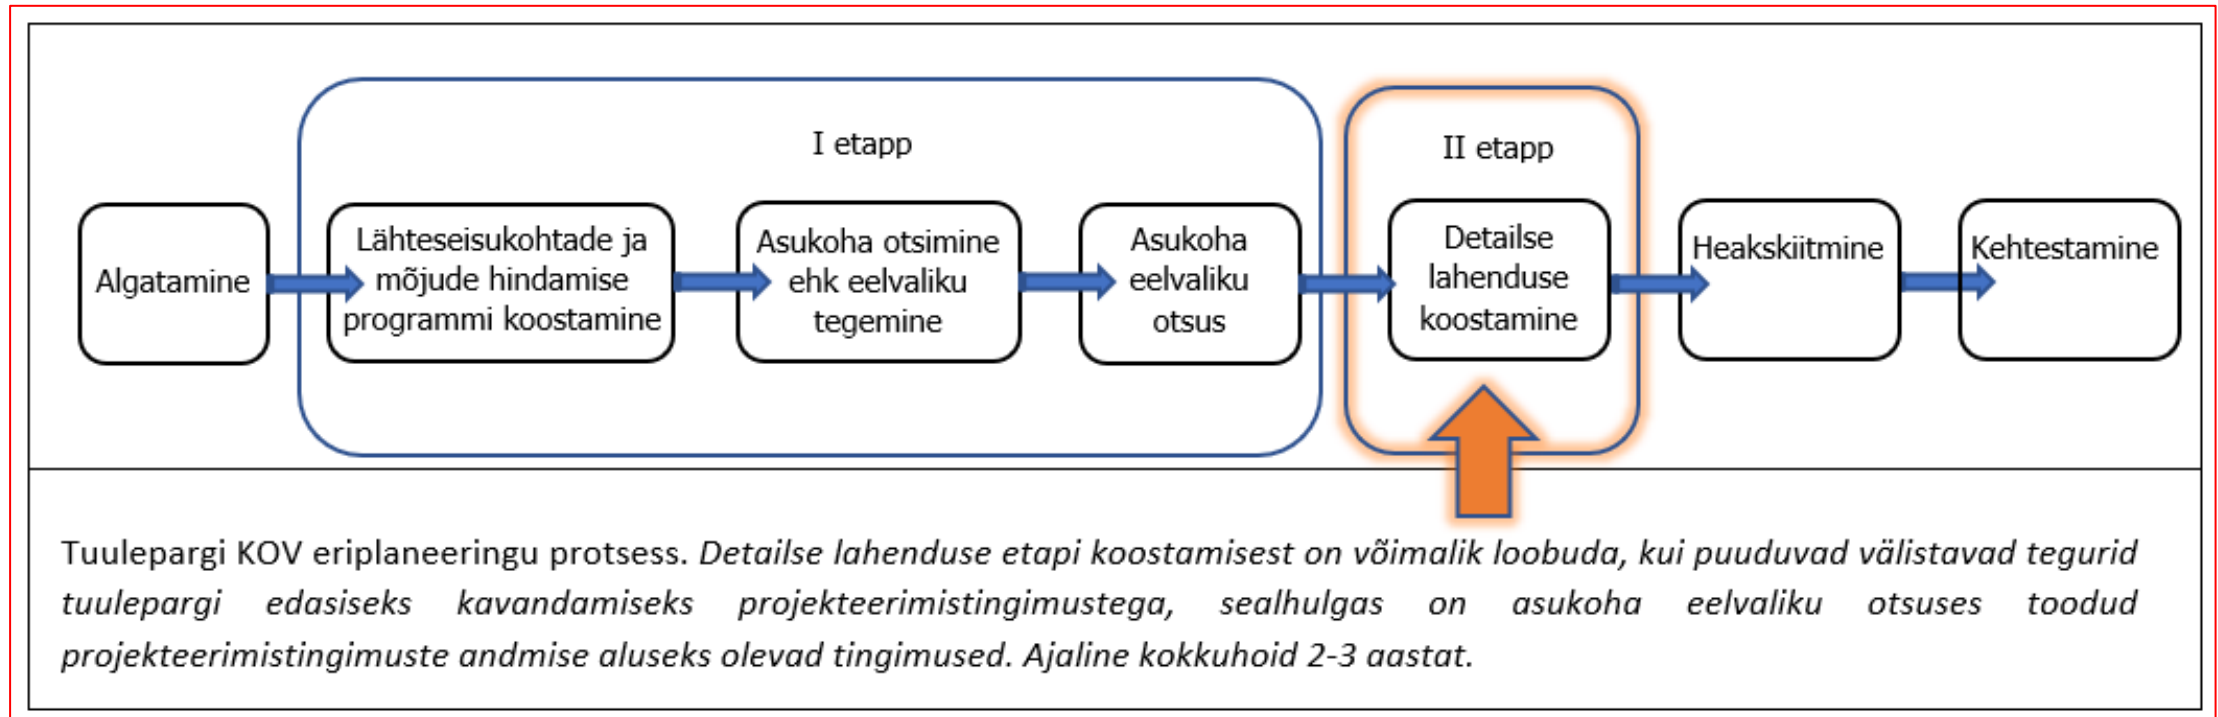 I etapp
II etapp
Algatamine
Lähteseisukohtade ja
mõjude hindamise
programmi koostamine
Asukoha otsimine
ehk eelvaliku
tegemine
Asukoha
eelvaliku
otsus
Detailse
lahenduse
koostamine
Heakskiitmine
Kehtestamine
Tuulepargi KOV eriplaneeringu protsess. Detailse lahenduse etapi koostamisest on võimalik loobuda, kui puuduvad välistavad tegurid
tuulepargi edasiseks kavandamiseks projekteerimistingimustega, sealhulgas on asukoha eelvaliku otsuses toodud
projekteerimistingimuste andmise aluseks olevad tingimused. Ajaline kokkuhoid 2-3 aastat.